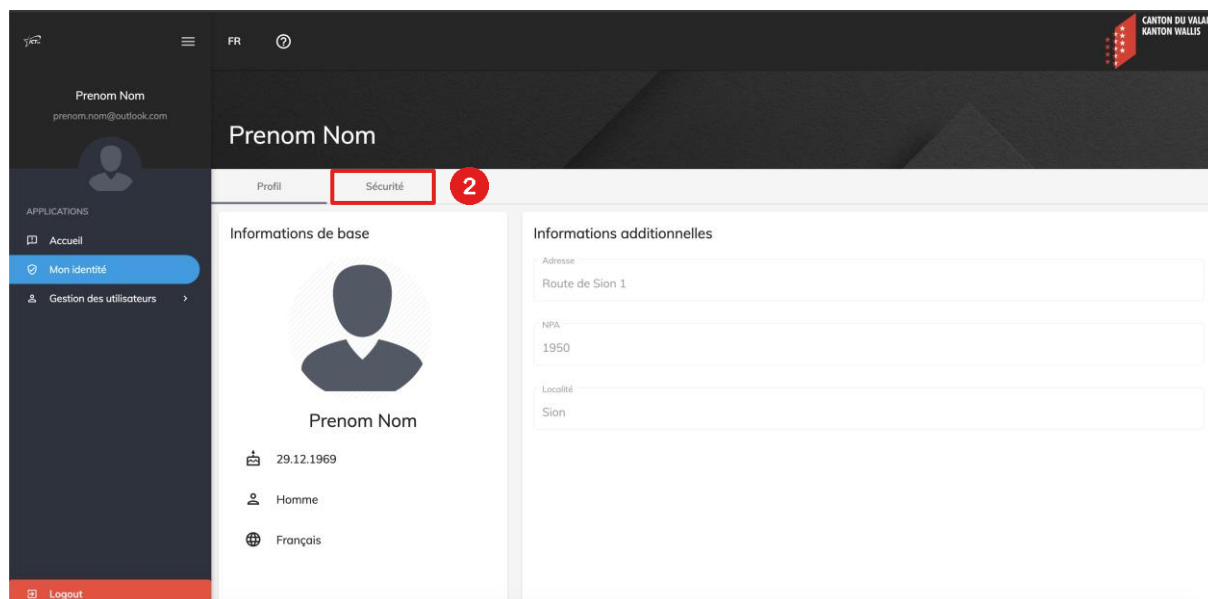 FR
CANTON DU VALAI
KANTON WALLIS
Prenom Nom
prenom.nom@outlook.com
Prenom Nom
Profil
Sécurité
2
APPLICATIONS
Accueil
Mon identité
Gestion des utilisateurs
Logout
Informations de base
Prenom Nom
29.12.1969
Homme
Français
Informations additionnelles
Adresse
Route de Sion 1
NPA
1950
Localité
Sion